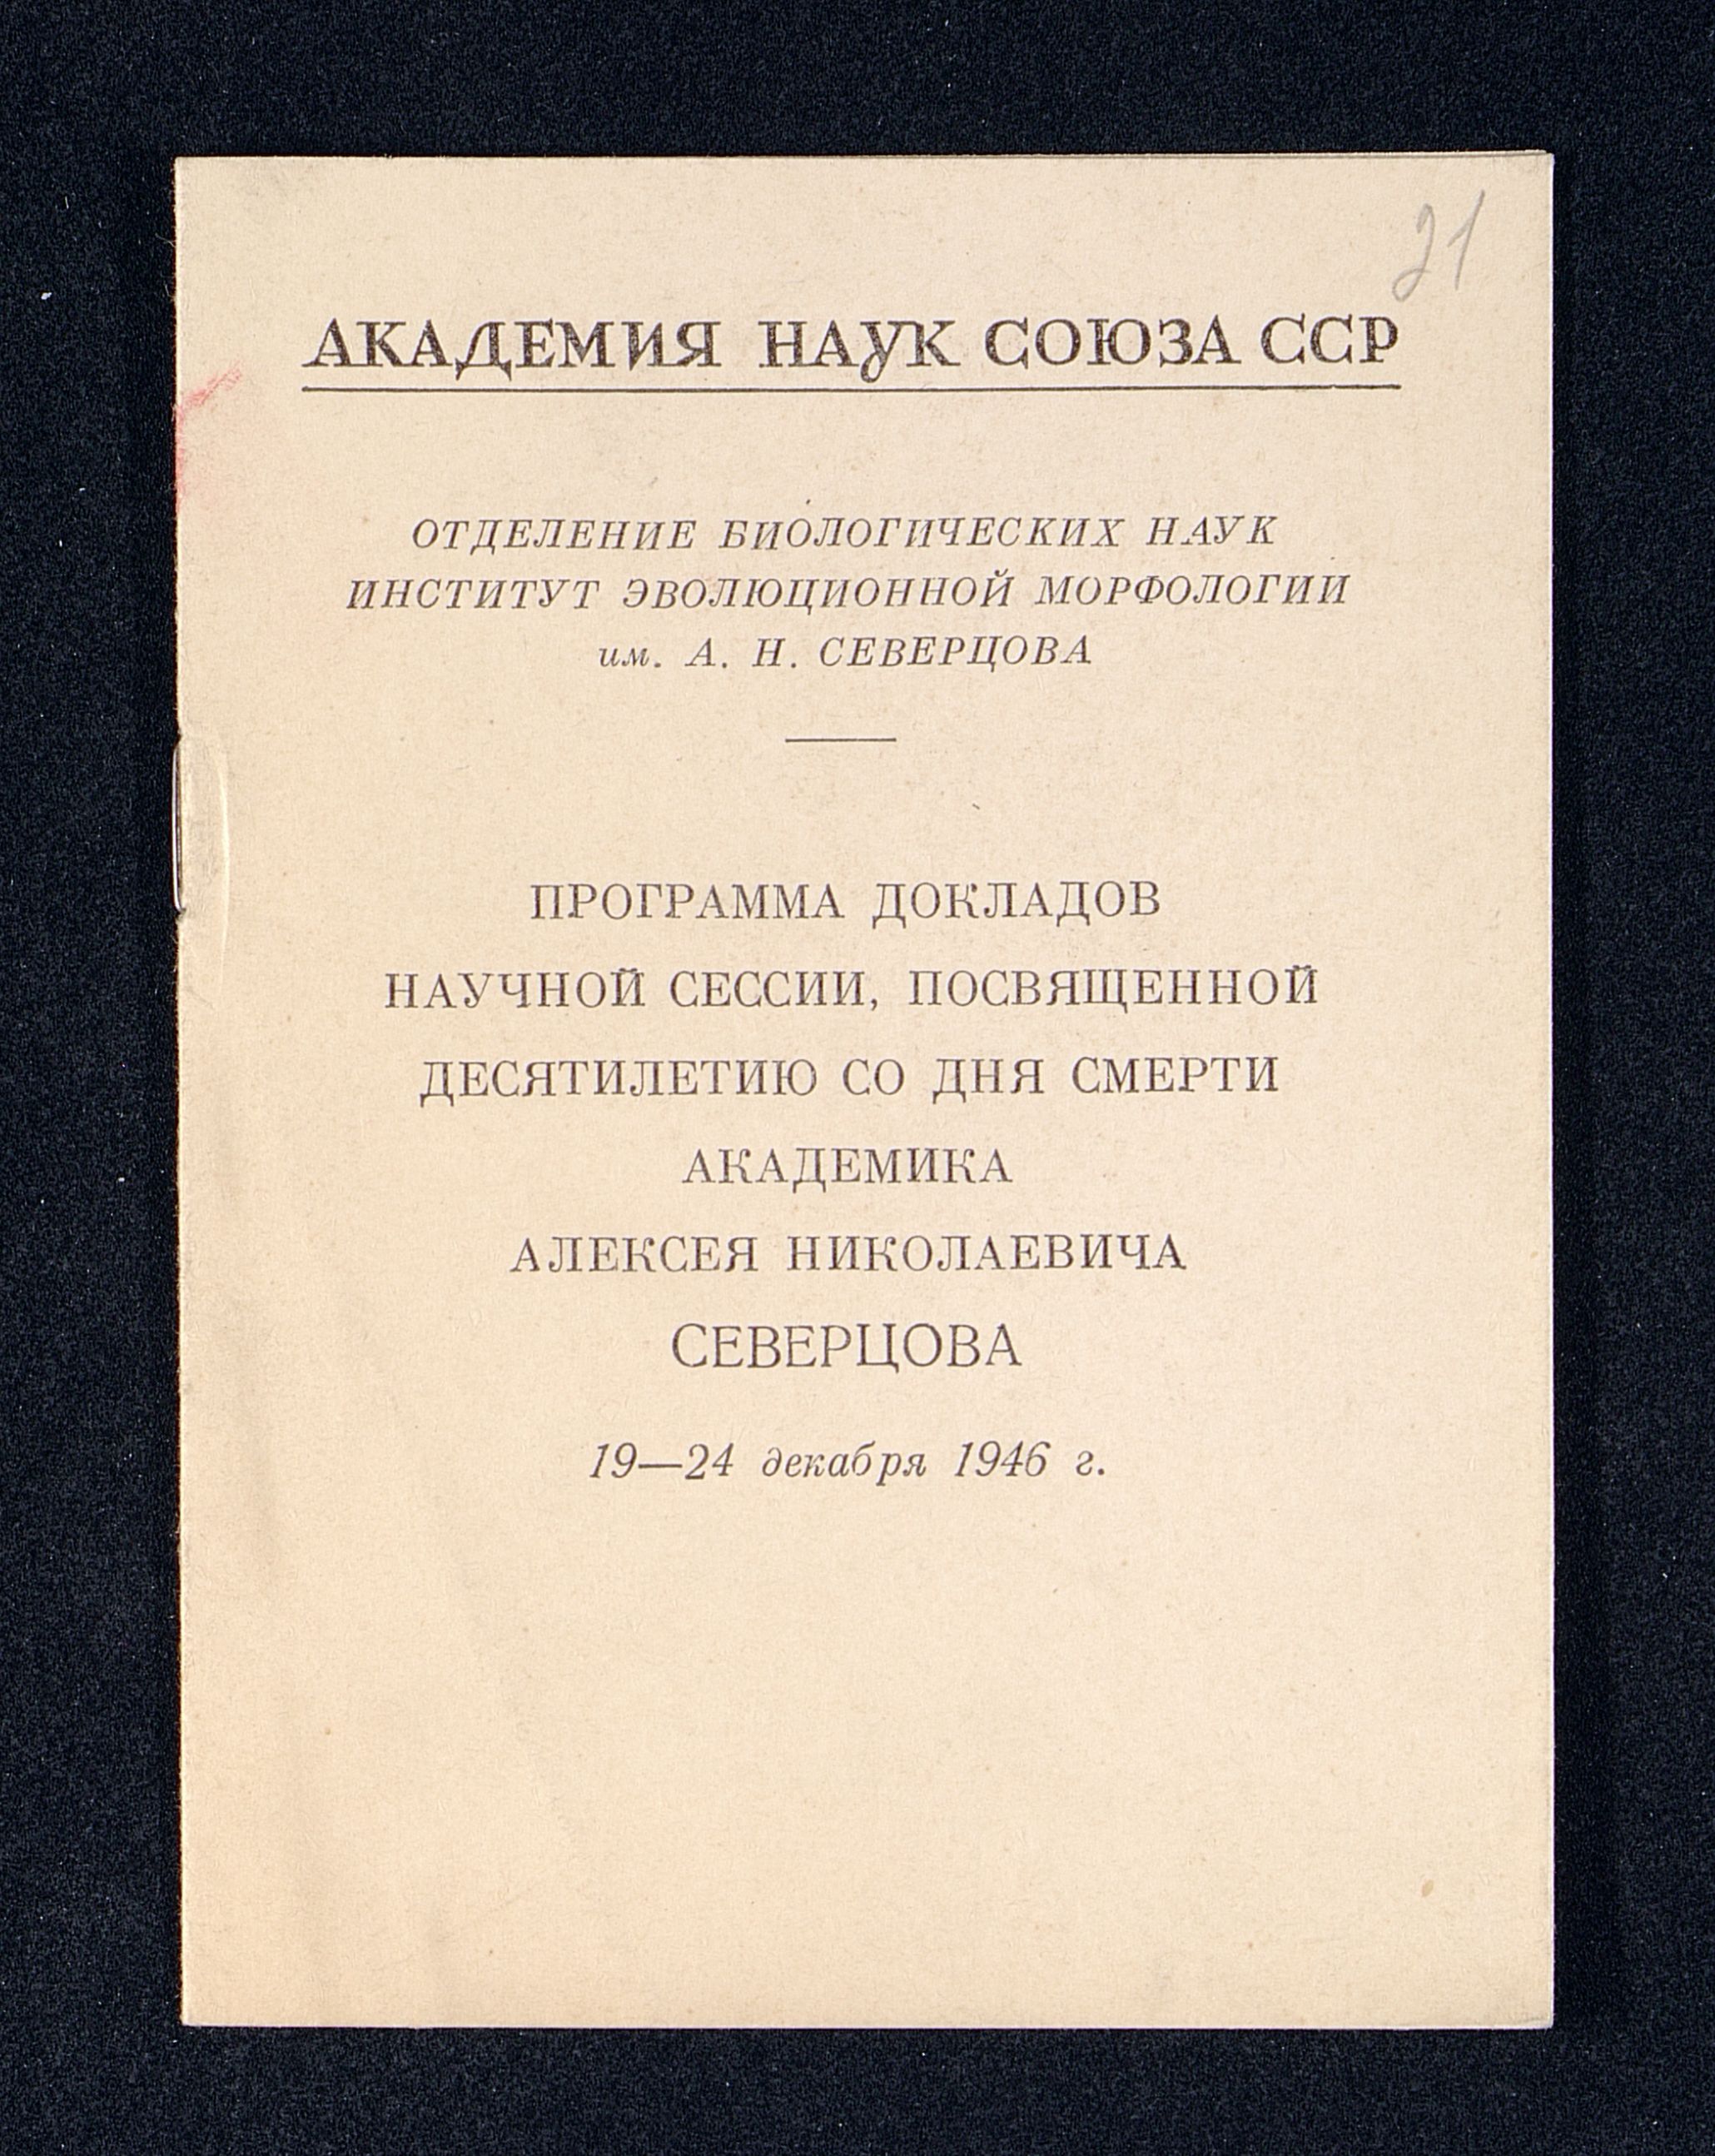 21
АКАДЕМИЯ НАУК СОЮЗА ССР
ОТДЕЛЕНИЕ БИОЛОГИЧЕСКИХ НАУК
ИНСТИТУТ ЭВОЛЮЦИОННОЙ МОРФОЛОГИИ
им. А. Н. СЕВЕРЦОВА
ПРОГРАММА ДОКЛАДОВ
НАУЧНОЙ СЕССИИ, ПОСВЯЩЕННОЙ
ДЕСЯТИЛЕТИЮ СО ДНЯ СМЕРТИ
АКАДЕМИКА
АЛЕКСЕЯ НИКОЛАЕВИЧА
СЕВЕРЦОВА
19—24 декабря 1946 г.